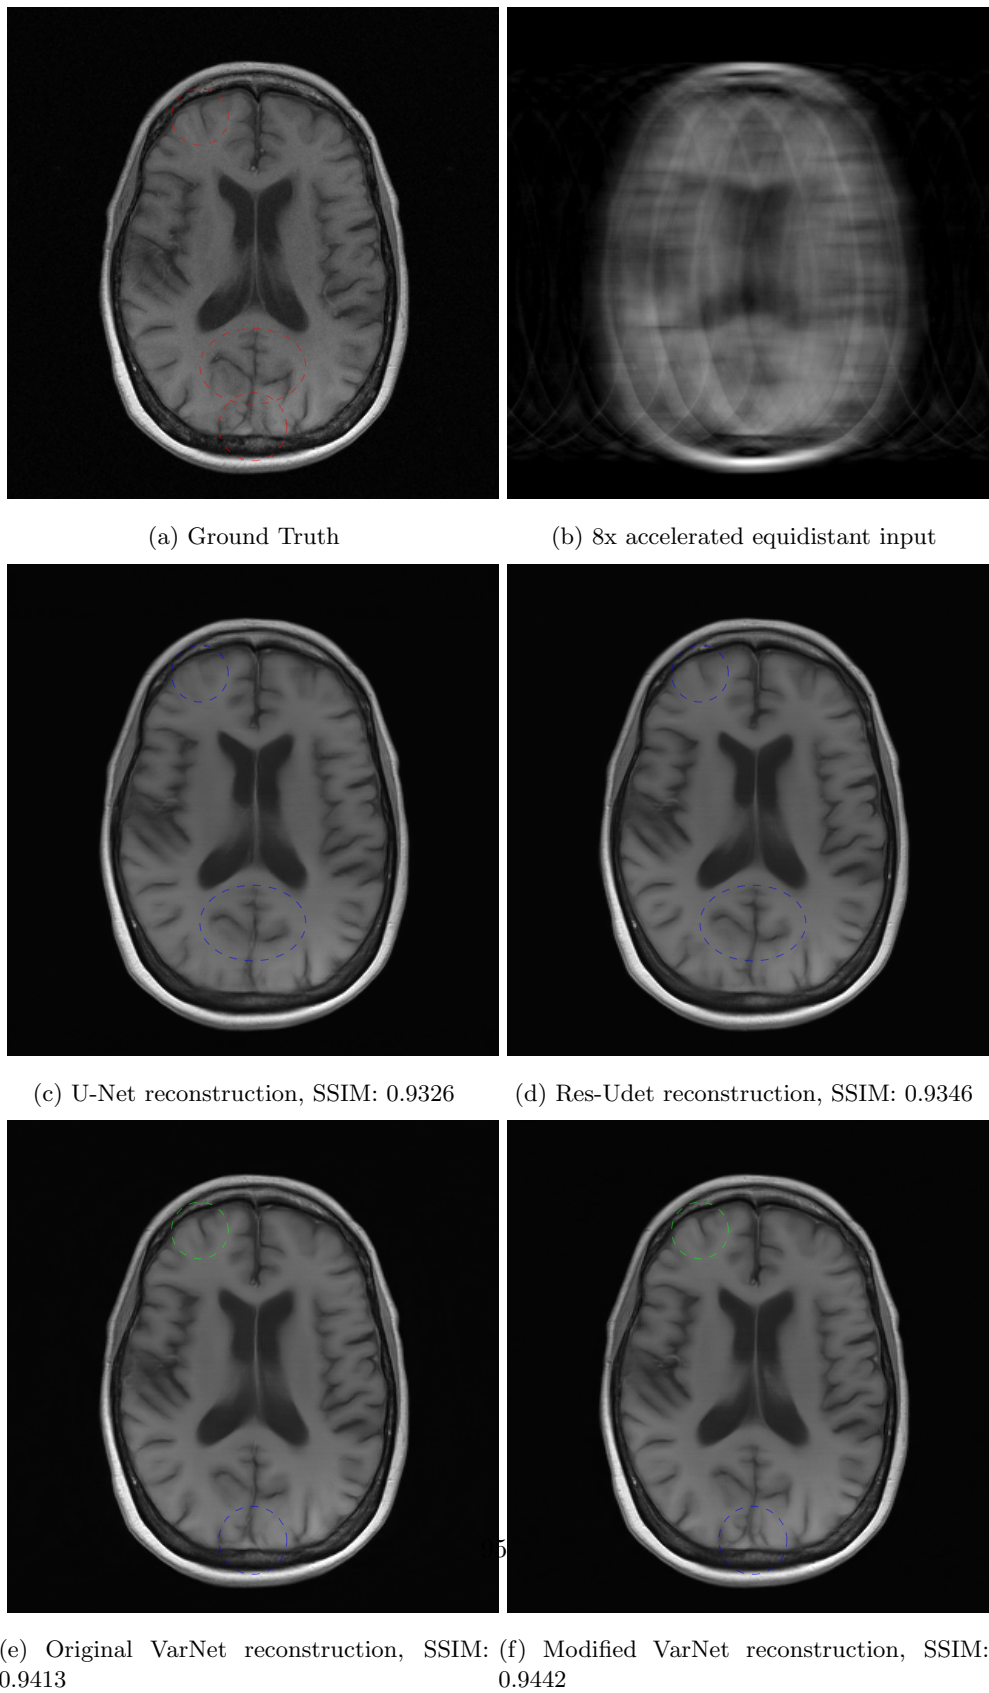 (a) Ground Truth
(b) 8x accelerated equidistant input
(c) U-Net reconstruction, SSIM: 0.9326
(d) Res-Udet reconstruction, SSIM: 0.9346
(e) Original VarNet reconstruction, SSIM:
0.9413
(f) Modified VarNet reconstruction, SSIM:
0.9442